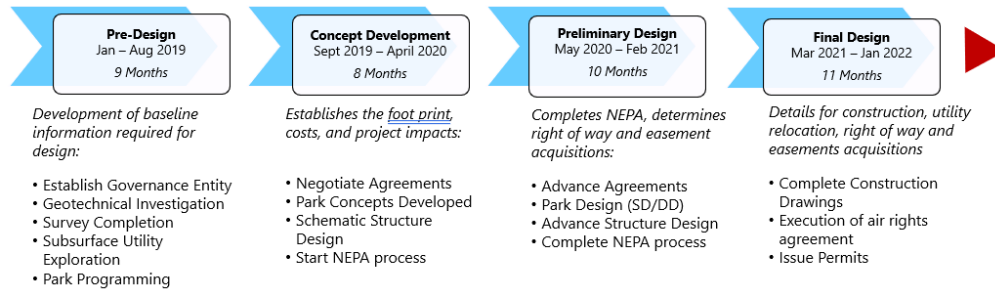 Pre-Design
Jan – Aug 2019
9 Months
Development of baseline
information required for
design:
• Establish Governance Entity
• Geotechnical Investigation
• Survey Completion
• Subsurface Utility
Exploration
• Park Programming
Concept Development
Sept 2019 – April 2020
8 Months
Establishes the foot print,
costs, and project impacts:
• Negotiate Agreements
• Park Concepts Developed
• Schematic Structure
Design
• Start NEPA process
Preliminary Design
May 2020 – Feb 2021
10 Months
Completes NEPA, determines
right of way and easement
acquisitions:
• Advance Agreements
• Park Design (SD/DD)
• Advance Structure Design
• Complete NEPA process
Final Design
Mar 2021 – Jan 2022
11 Months
Details for construction, utility
relocation, right of way and
easements acquisitions
• Complete Construction
Drawings
• Execution of air rights
agreement
• Issue Permits